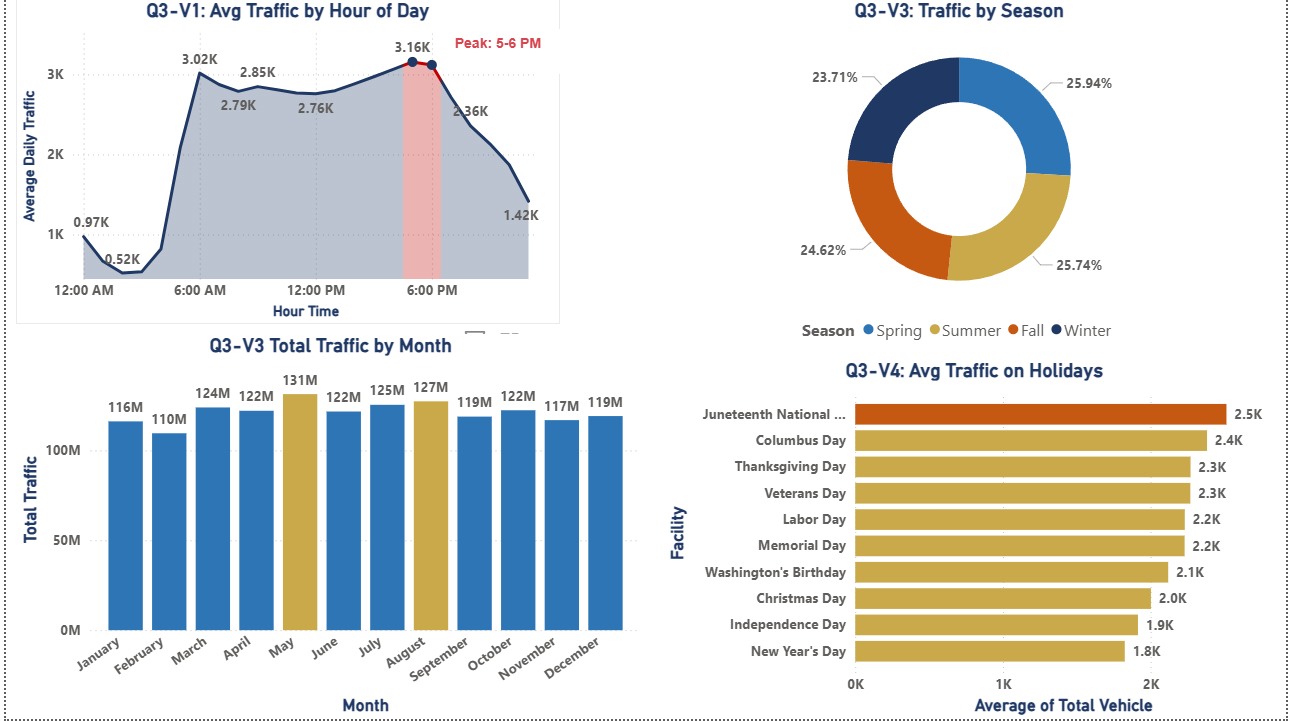 Q3-V1: Avg Traffic by Hour of Day
Peak: 5-6 PM
3.16K
3.02K
2.85K
2.79K
2.76K
2.36K
1.42K
0.97K
0.52K
3K
2K
1K
Average Daily Traffic
12:00 AM 6:00 AM 12:00 PM 6:00 PM
Hour Time
Q3-V3: Traffic by Season
23.71%
25.94%
24.62%
25.74%
Season Spring Summer Fall Winter
Q3-V3 Total Traffic by Month
116M 110M 124M 122M 131M 122M 125M 127M 119M 122M 117M 119M
100M
50M
0M
Total Traffic
January February March April May June July August September October November December
Month
Q3-V4: Avg Traffic on Holidays
Juneteenth National ... 2.5K
Columbus Day 2.4K
Thanksgiving Day 2.3K
Veterans Day 2.3K
Labor Day 2.2K
Memorial Day 2.2K
Washington's Birthday 2.1K
Christmas Day 2.0K
Independence Day 1.9K
New Year's Day 1.8K
Facility
0K 1K 2K
Average of Total Vehicle